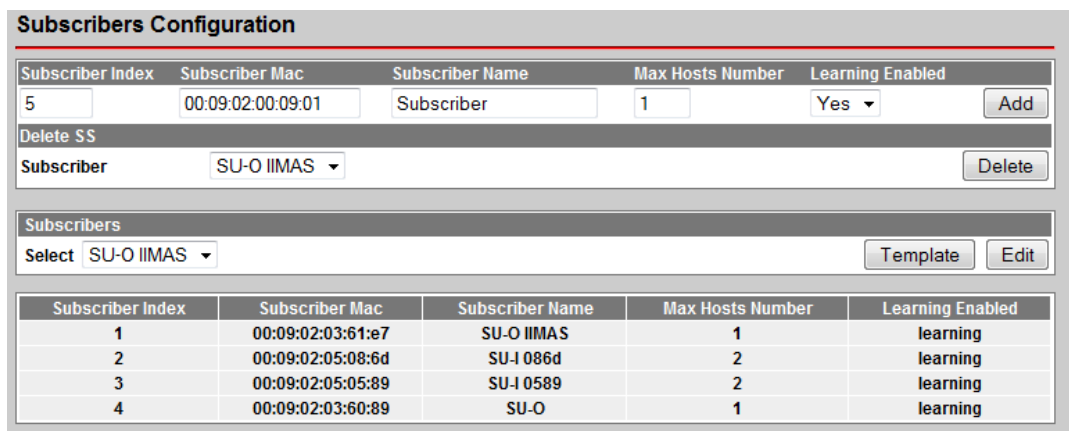 Subscribers Configuration
Subscriber Index Subscriber Mac Subscriber Name Max Hosts Number Learning Enabled
5 00:09:02:00:09:01 Subscriber 1 Yes Add
Delete SS
Subscriber SU-O IIMAS Delete
Subscribers
Select SU-O IIMAS Template Edit
Subscriber Index Subscriber Mac Subscriber Name Max Hosts Number Learning Enabled
1 00:09:02:03:61:e7 SU-O IIMAS 1 learning
2 00:09:02:05:08:6d SU-I 086d 2 learning
3 00:09:02:05:05:89 SU-I 0589 2 learning
4 00:09:02:03:60:89 SU-O 1 learning